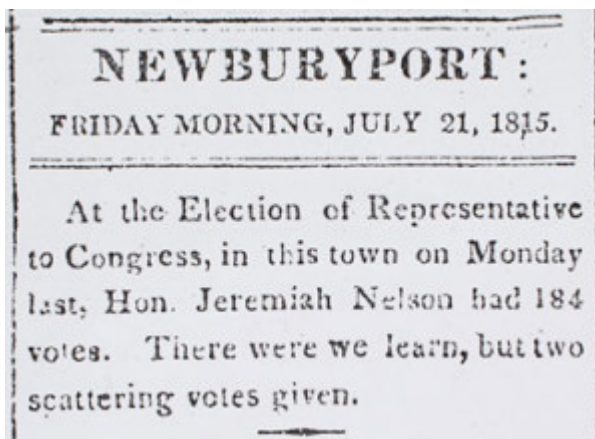 NEWBURYPORT:
FRIDAY MORNING, JULY 21, 1815.
At the Election of Representative
to Congress, in this town on Monday
last, Hon. Jeremiah Nelson had 184
votes. There were we learn, but two
scattering votes given.